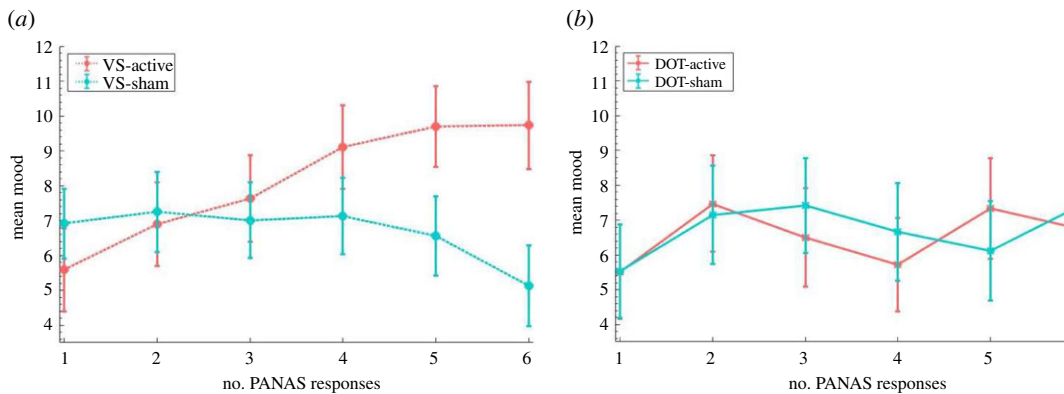 (a)
12
11
10
9
8
7
6
5
4
mean mood
VS-active
VS-sham
1 2 3 4 5 6
no. PANAS responses
(b)
12
11
10
9
8
7
6
5
4
mean mood
DOT-active
DOT-sham
1 2 3 4 5
no. PANAS responses